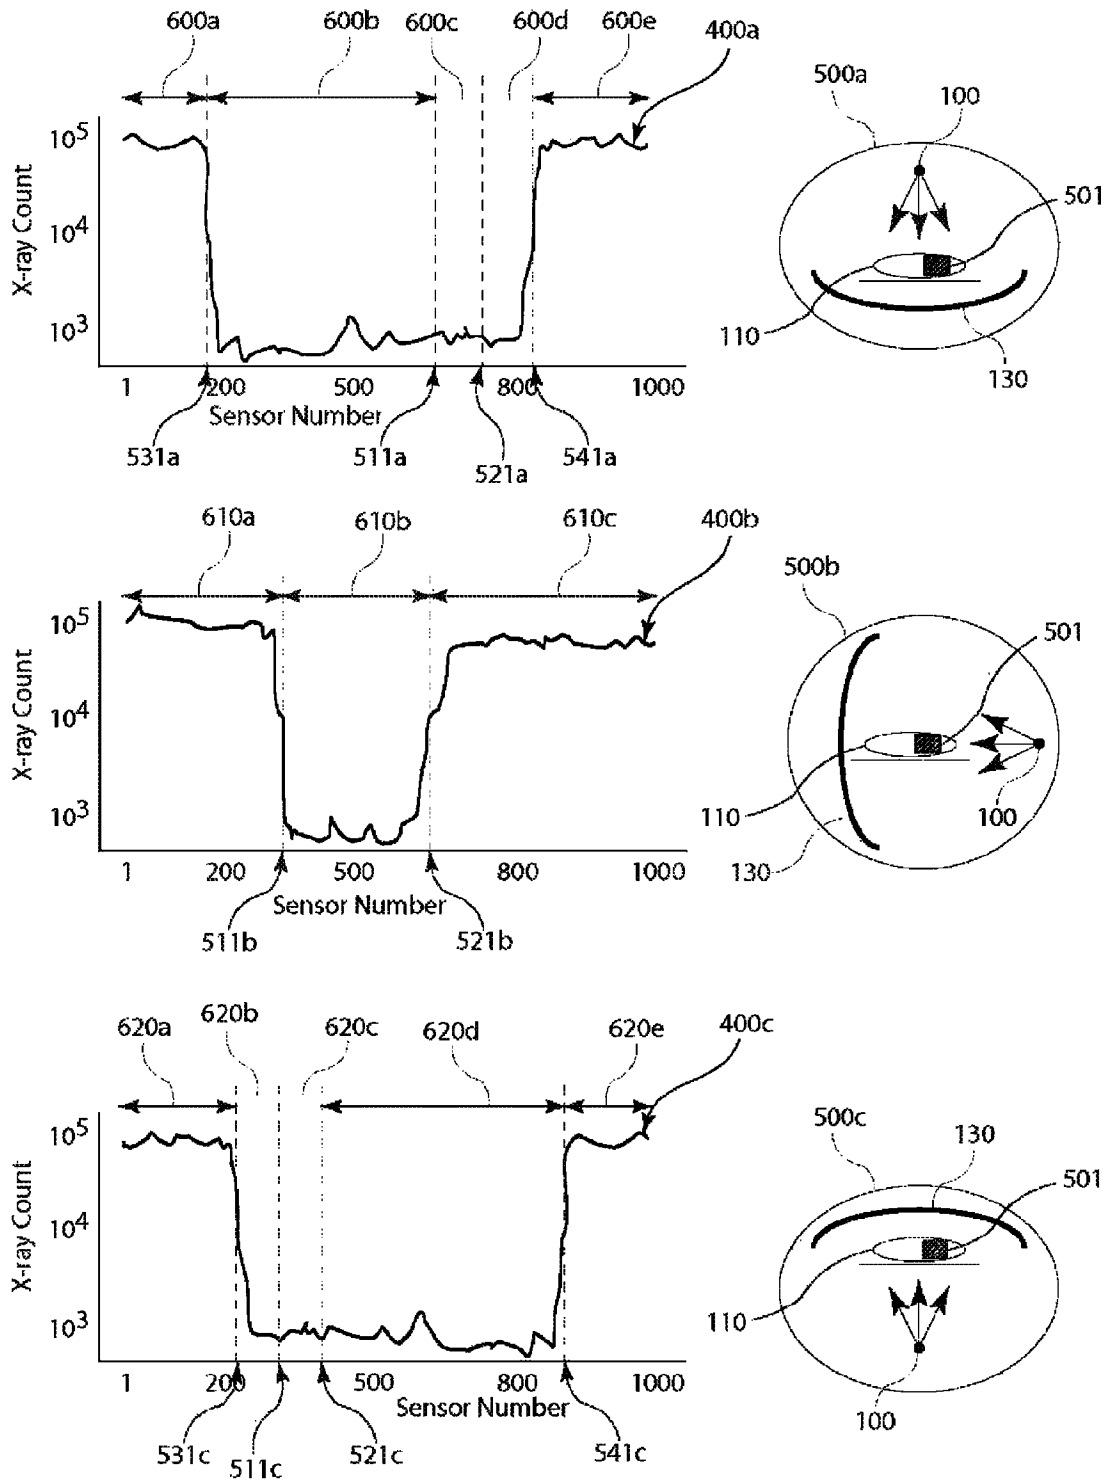 600a 600b 600c 600d 600e 400a
X-ray Count
10^5
10^4
10^3
1 200 500 800 1000
Sensor Number
531a 511a 521a 541a
500a 100
501
110
130
610a 610b 610c 400b
X-ray Count
10^5
10^4
10^3
1 200 500 800 1000
Sensor Number
511b 521b
500b
501
110 100
130
620a 620b 620c 620d 620e 400c
X-ray Count
10^5
10^4
10^3
1 200 500 800 1000
Sensor Number
531c 511c 521c 541c
500c 130
501
110
100